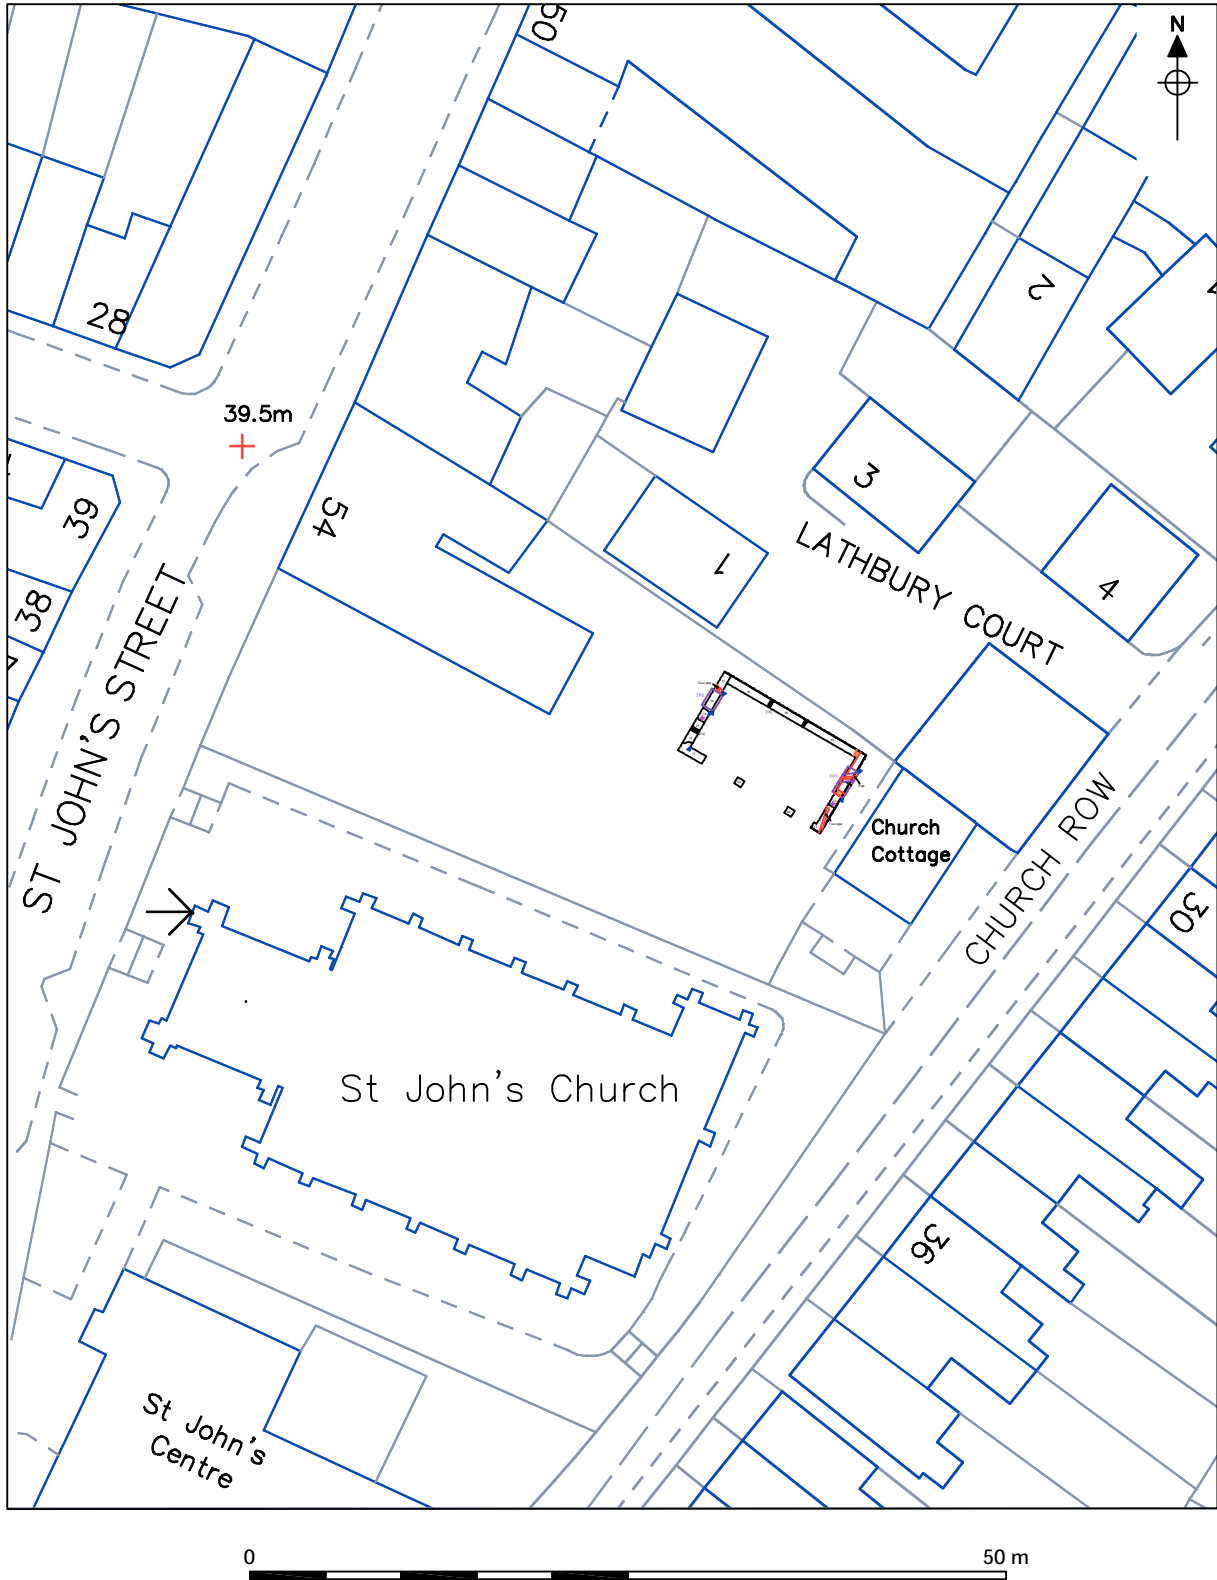 50
N
2
28
39.5m
3
39
54
1
LATHBURY COURT
4
38
ST JOHN'S STREET
CHURCH ROW
Church
Cottage
30
St John's Church
36
St John's
Centre
0
50 m